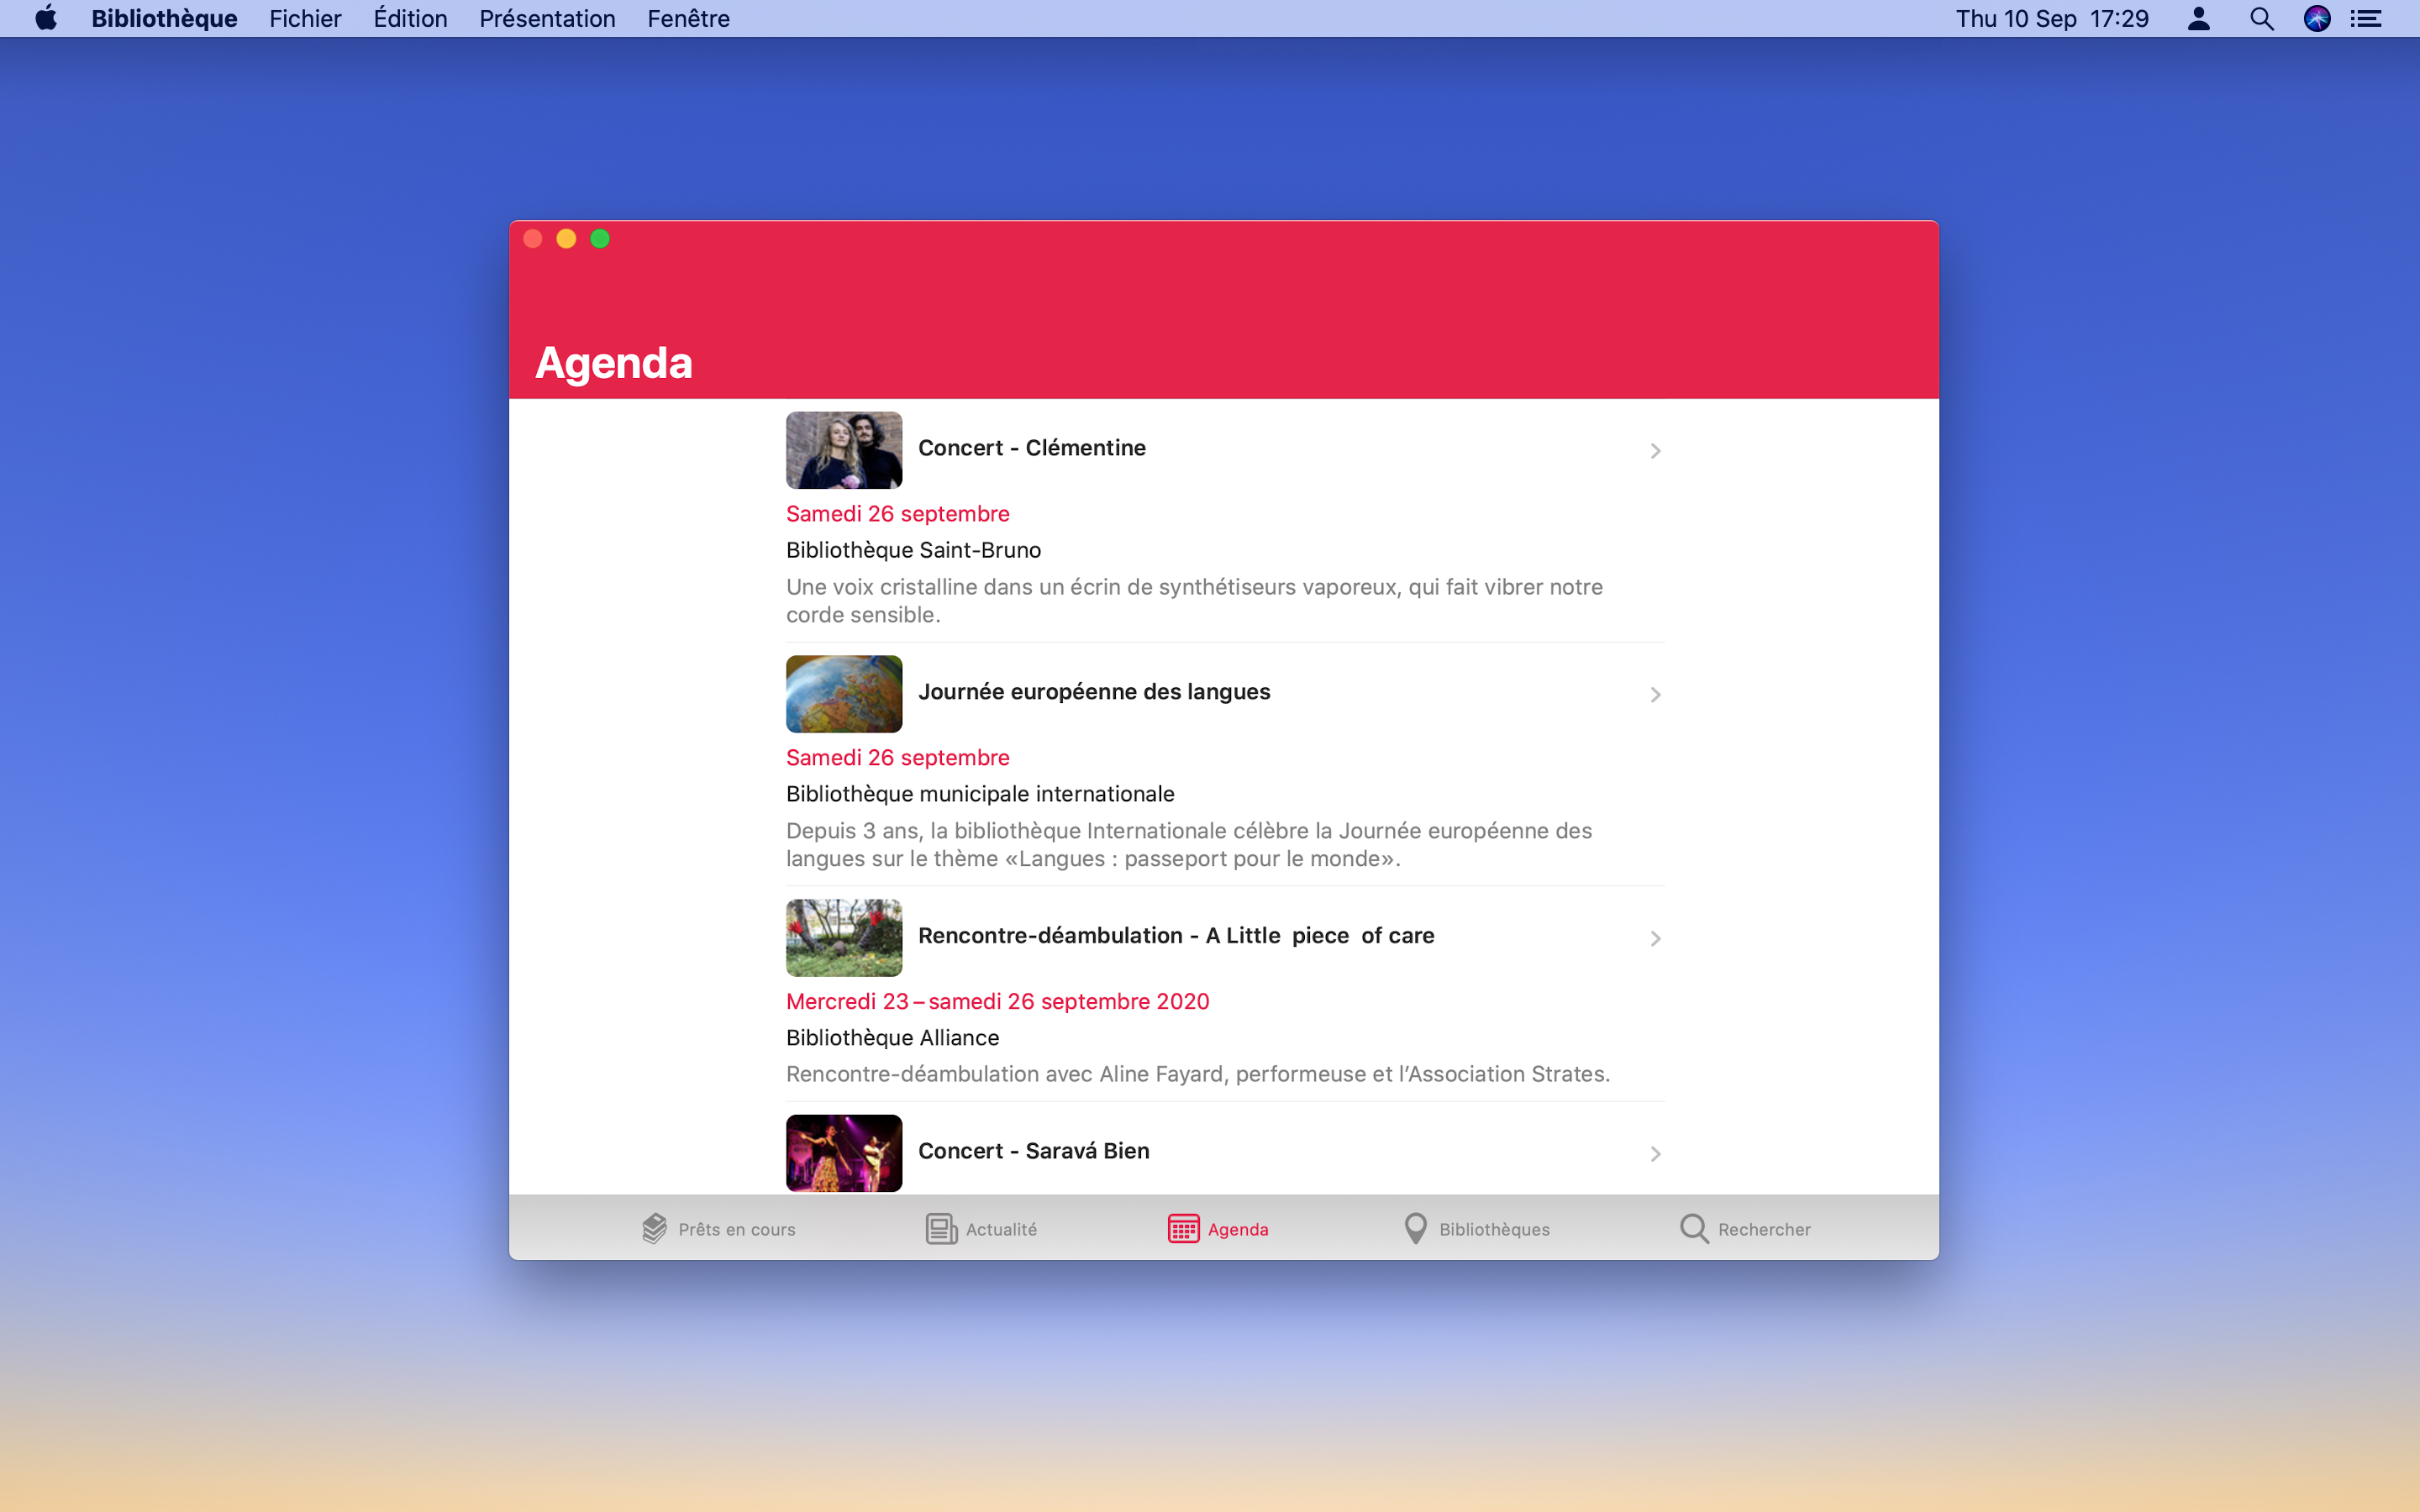 Bibliothèque Fichier Édition Présentation Fenêtre Thu 10 Sep 17:29
Agenda
Concert - Clémentine
Samedi 26 septembre
Bibliothèque Saint-Bruno
Une voix cristalline dans un écrin de synthétiseurs vaporeux, qui fait vibrer notre
corde sensible.
Journée européenne des langues
Samedi 26 septembre
Bibliothèque municipale internationale
Depuis 3 ans, la bibliothèque Internationale célèbre la Journée européenne des
langues sur le thème «Langues : passeport pour le monde».
Rencontre-déambulation - A Little  piece  of care
Mercredi 23 – samedi 26 septembre 2020
Bibliothèque Alliance
Rencontre-déambulation avec Aline Fayard, performeuse et l’Association Strates.
Concert - Saravá Bien
Prêts en cours Actualité Agenda Bibliothèques Rechercher